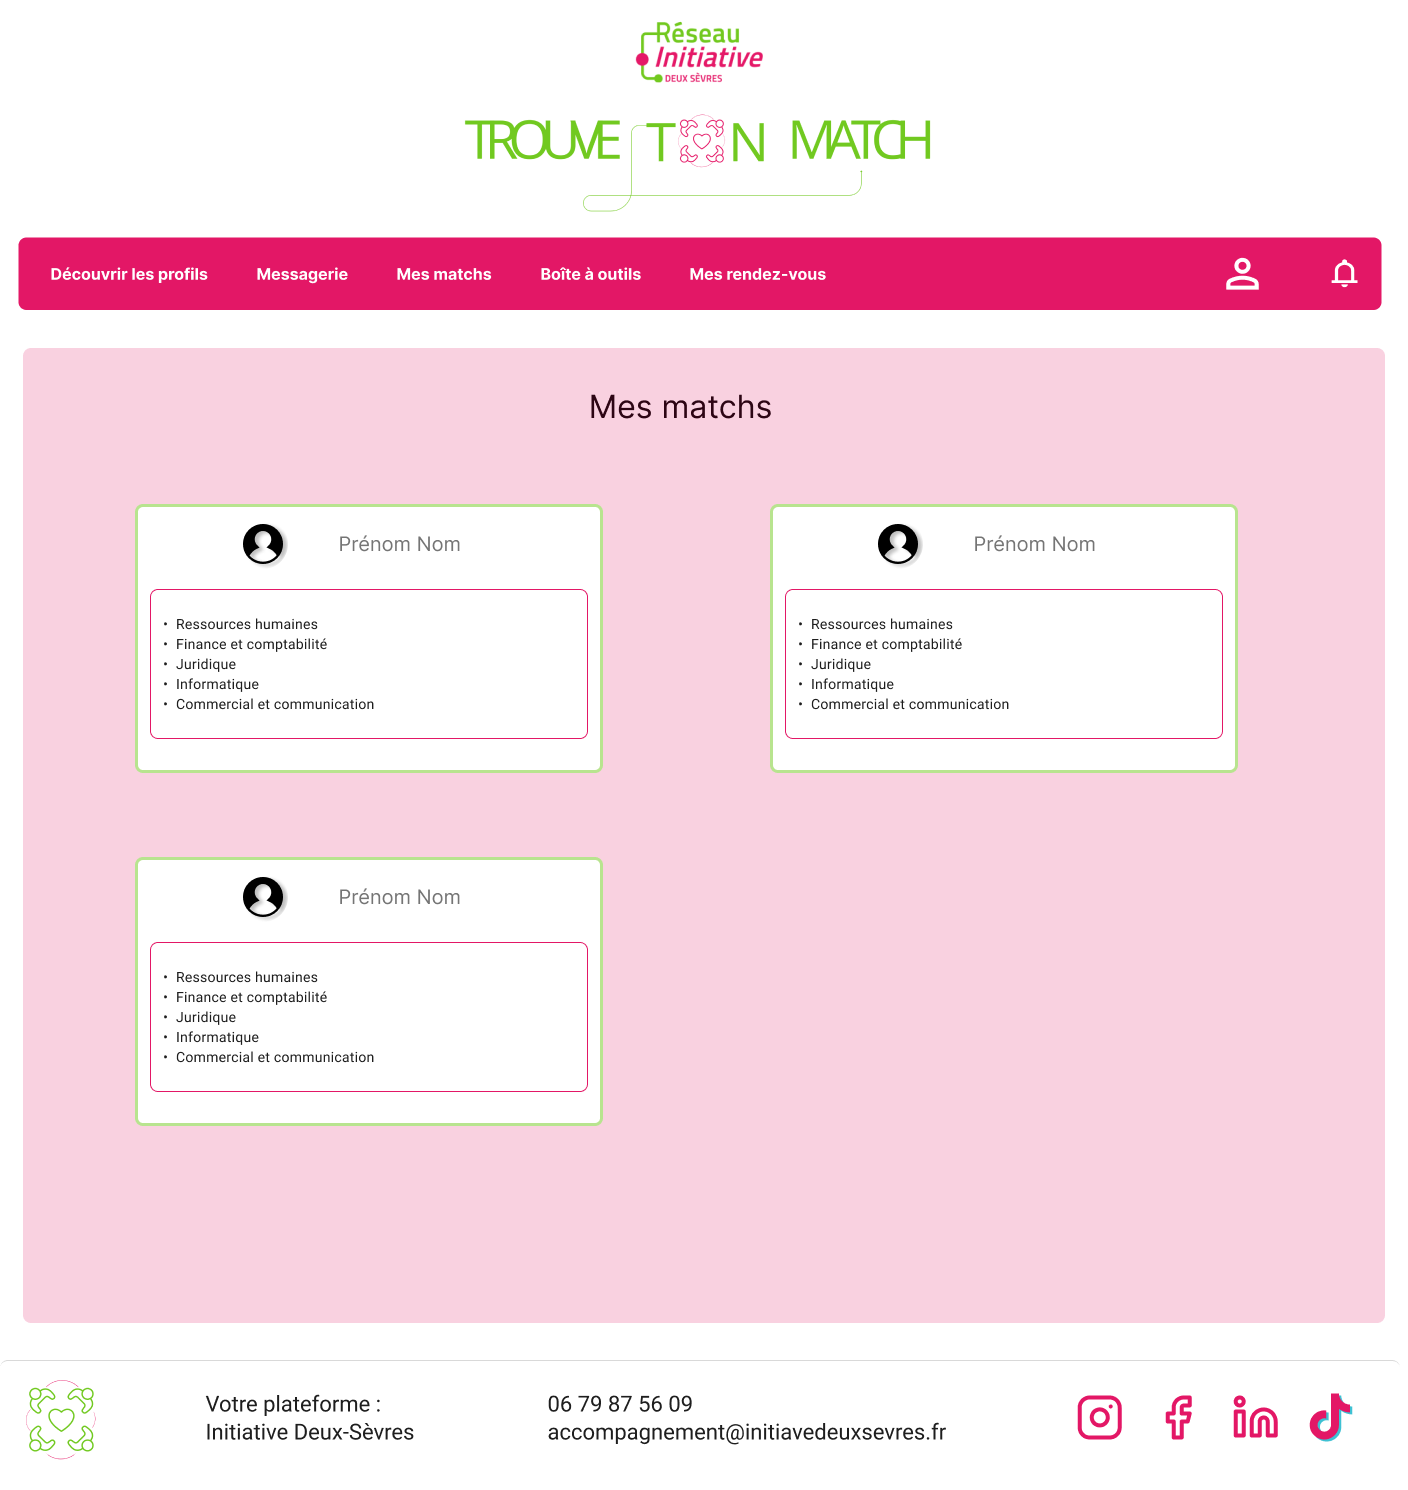 Réseau
Initiative
DEUX SÈVRES
TROUVE TON MATCH
Découvrir les profils
Messagerie
Mes matchs
Boîte à outils
Mes rendez-vous
Mes matchs
Prénom Nom
• Ressources humaines
• Finance et comptabilité
• Juridique
• Informatique
• Commercial et communication
Prénom Nom
• Ressources humaines
• Finance et comptabilité
• Juridique
• Informatique
• Commercial et communication
Prénom Nom
• Ressources humaines
• Finance et comptabilité
• Juridique
• Informatique
• Commercial et communication
Votre plateforme :
Initiative Deux-Sèvres
06 79 87 56 09
accompagnement@initiavedeuxsevres.fr